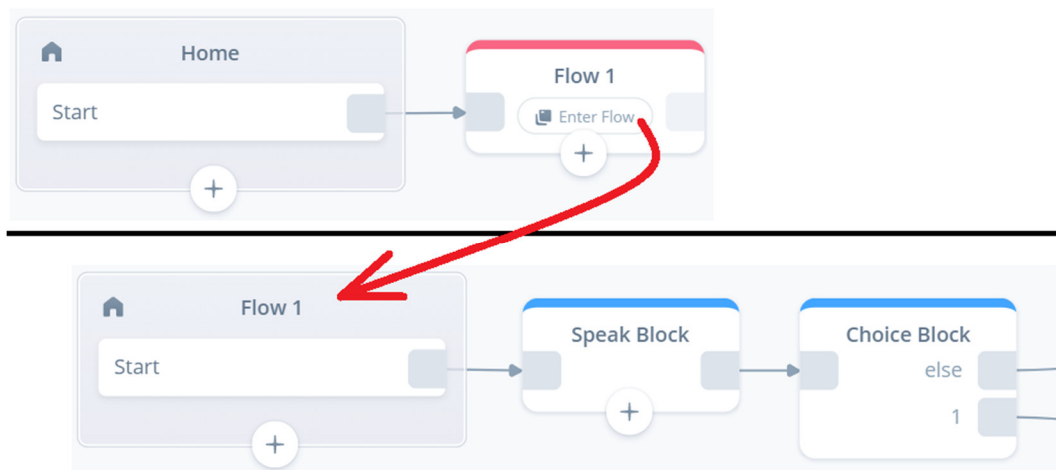 Home
Start
Flow 1
Enter Flow
Flow 1
Start
Speak Block
Choice Block
else
1